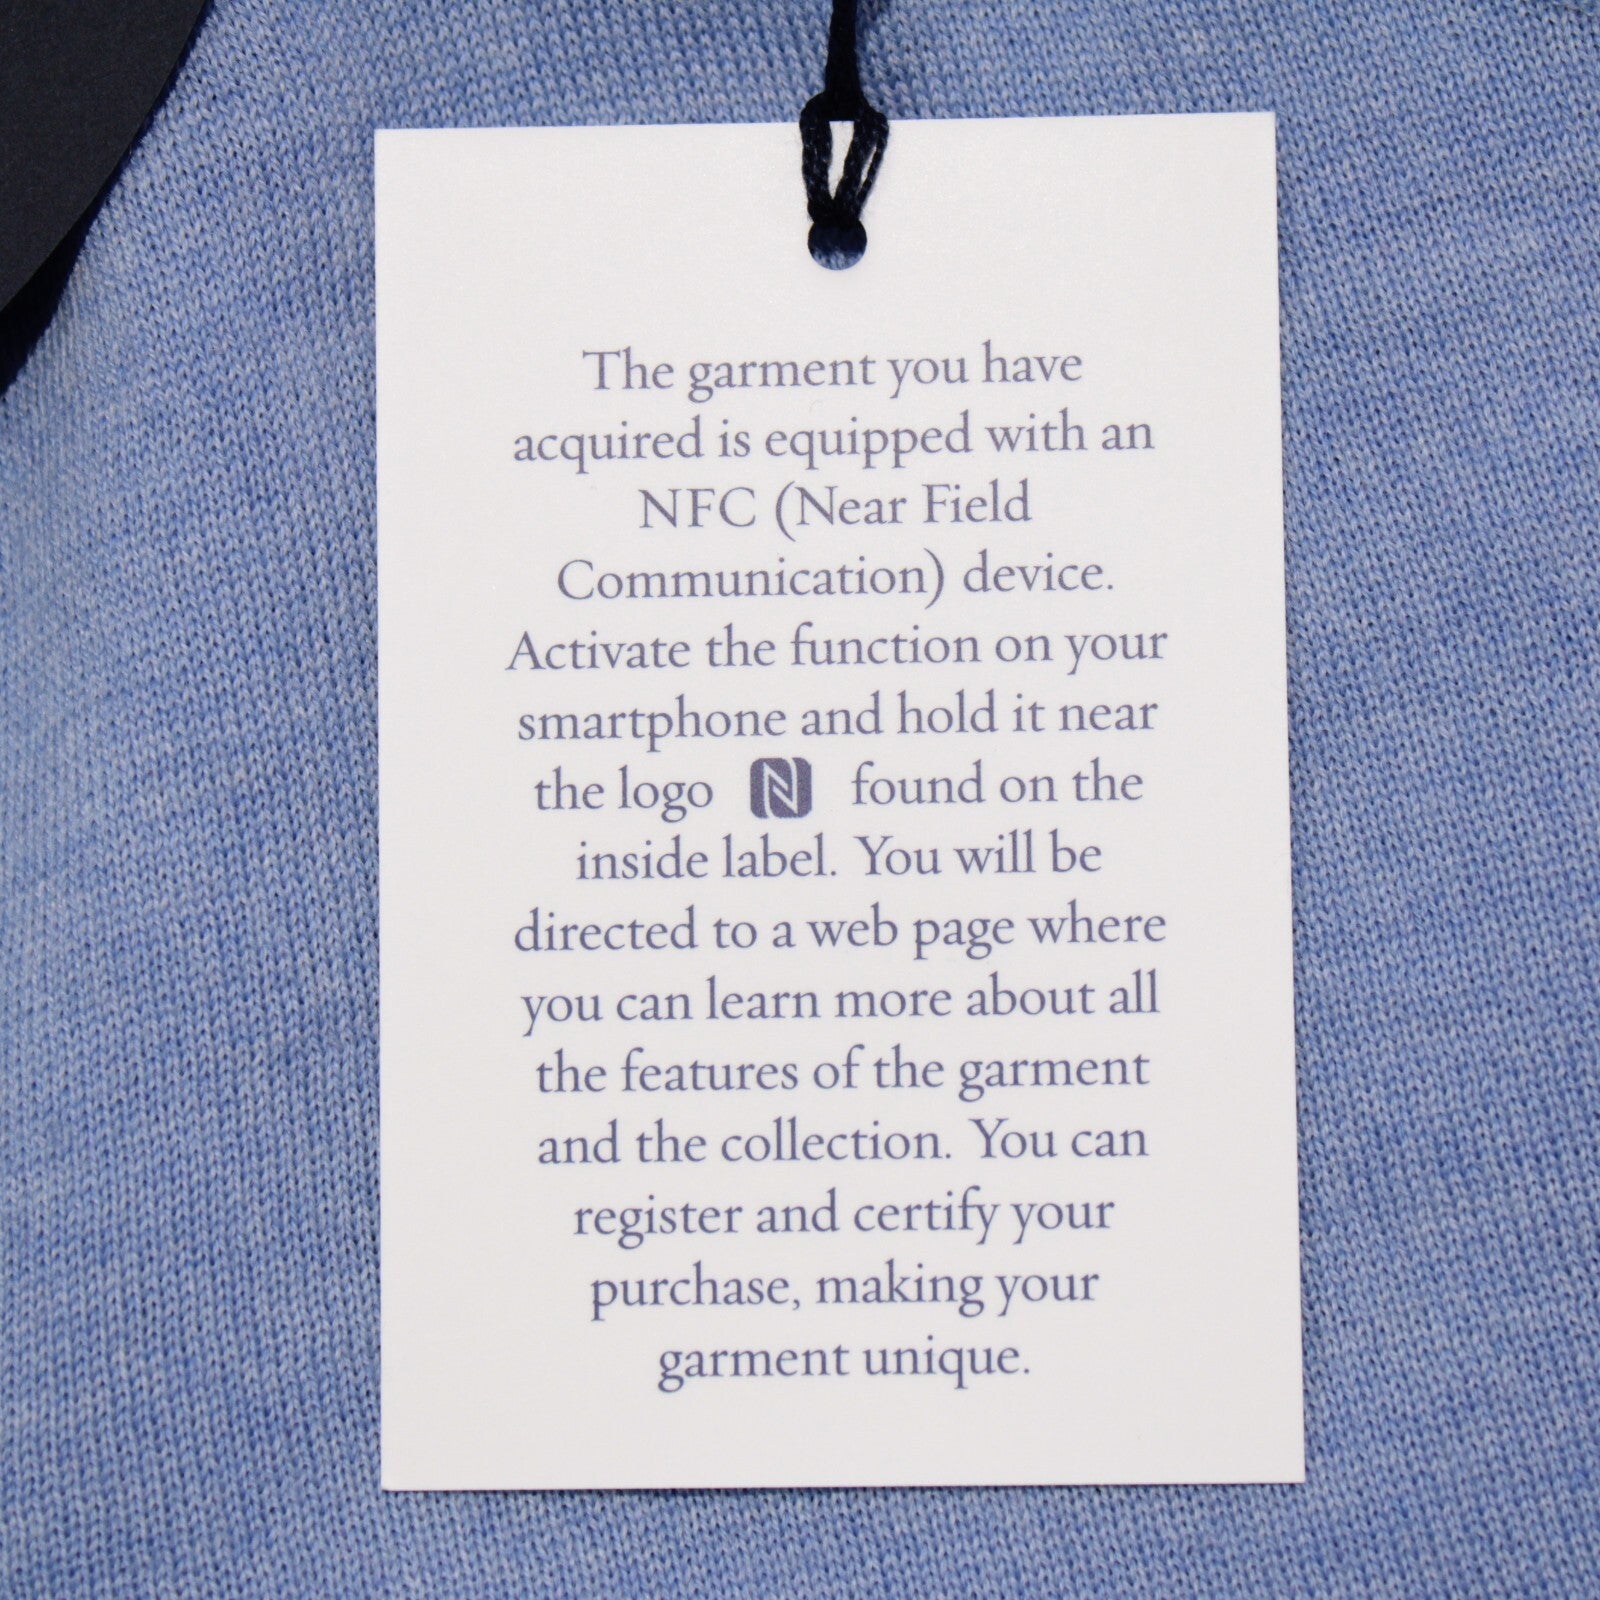 The garment you have
acquired is equipped with an
NFC (Near Field
Communication) device.
Activate the function on your
smartphone and hold it near
the logo N found on the
inside label. You will be
directed to a web page where
you can learn more about all
the features of the garment
and the collection. You can
register and certify your
purchase, making your
garment unique.